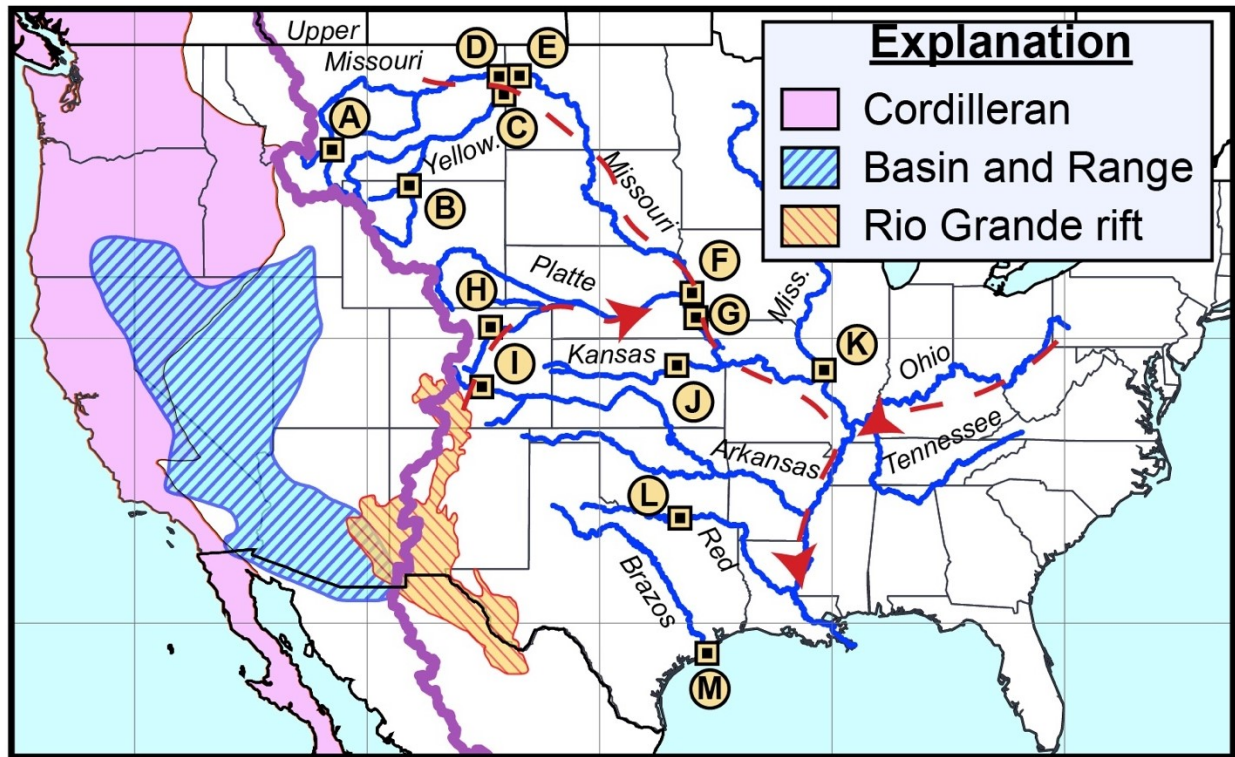 Upper
Missouri
D
E
Explanation
Cordilleran
Basin and Range
Rio Grande rift
A
C
Yellow.
B
Missouri
F
Platte
H
G
Miss.
I
Kansas
K
Ohio
J
Tennessee
Arkansas
L
Red
Brazos
M